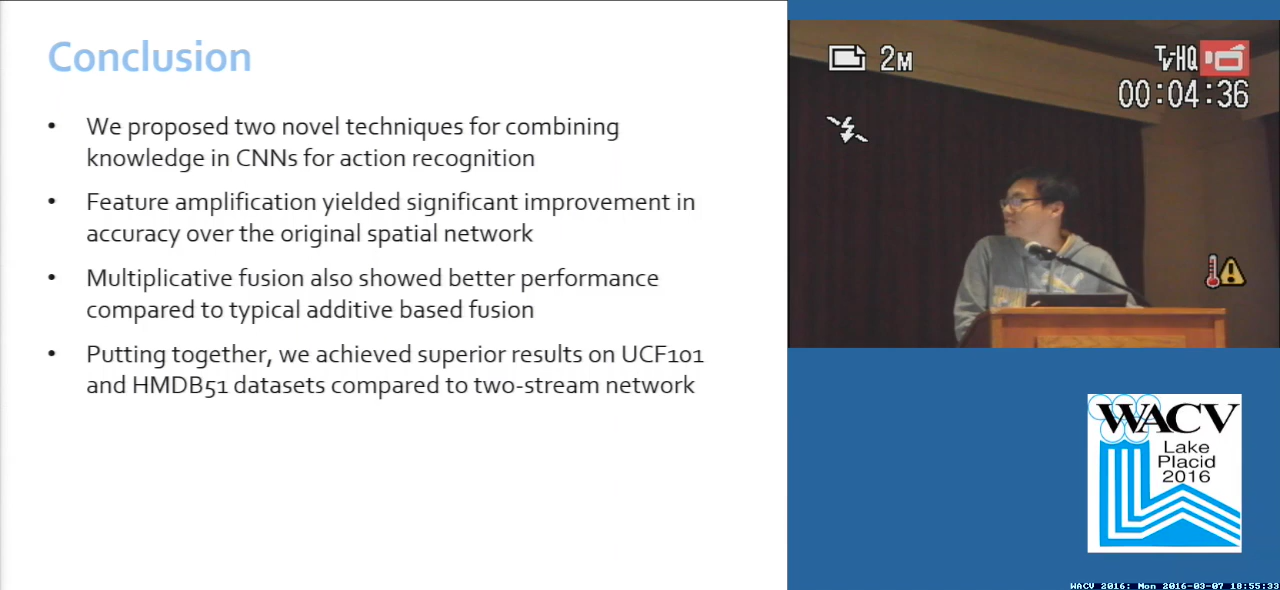 Conclusion
• We proposed two novel techniques for combining
knowledge in CNNs for action recognition
• Feature amplification yielded significant improvement in
accuracy over the original spatial network
• Multiplicative fusion also showed better performance
compared to typical additive based fusion
• Putting together, we achieved superior results on UCF101
and HMDB51 datasets compared to two-stream network
2M
TV-HQ
00:04:36
WACV
Lake
Placid
2016
WACV 2016: Mon 2016-03-07 18:55:33